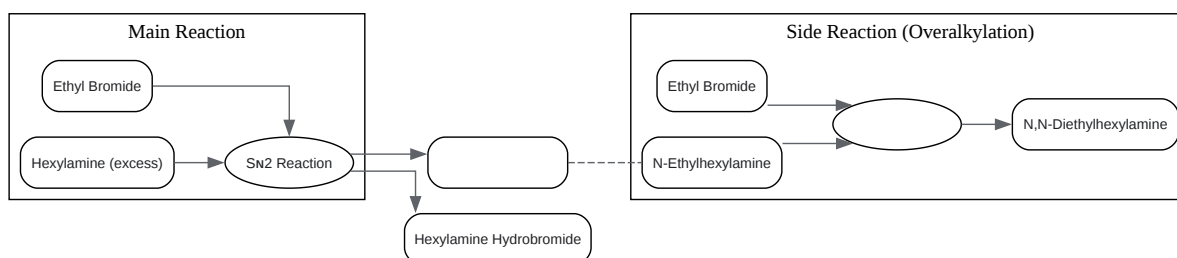 Main Reaction
Ethyl Bromide
Hexylamine (excess)
SN2 Reaction
Hexylamine Hydrobromide
Side Reaction (Overalkylation)
Ethyl Bromide
N-Ethylhexylamine
N,N-Diethylhexylamine